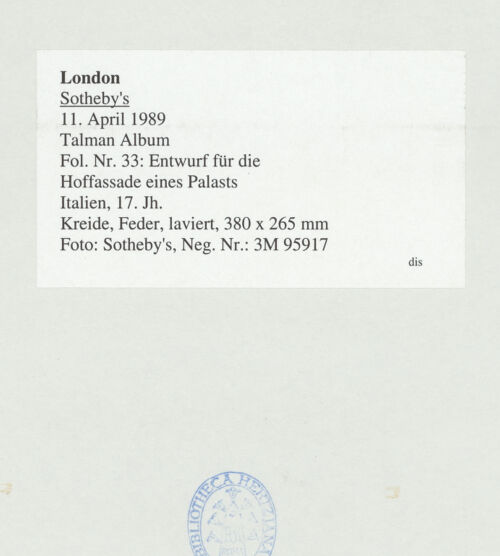 London
Sotheby's
11. April 1989
Talman Album
Fol. Nr. 33: Entwurf für die
Hoffassade eines Palasts
Italien, 17. Jh.
Kreide, Feder, laviert, 380 x 265 mm
Foto: Sotheby's, Neg. Nr.: 3M 95917
dis
BIBLIOTHECA HERTZIANA